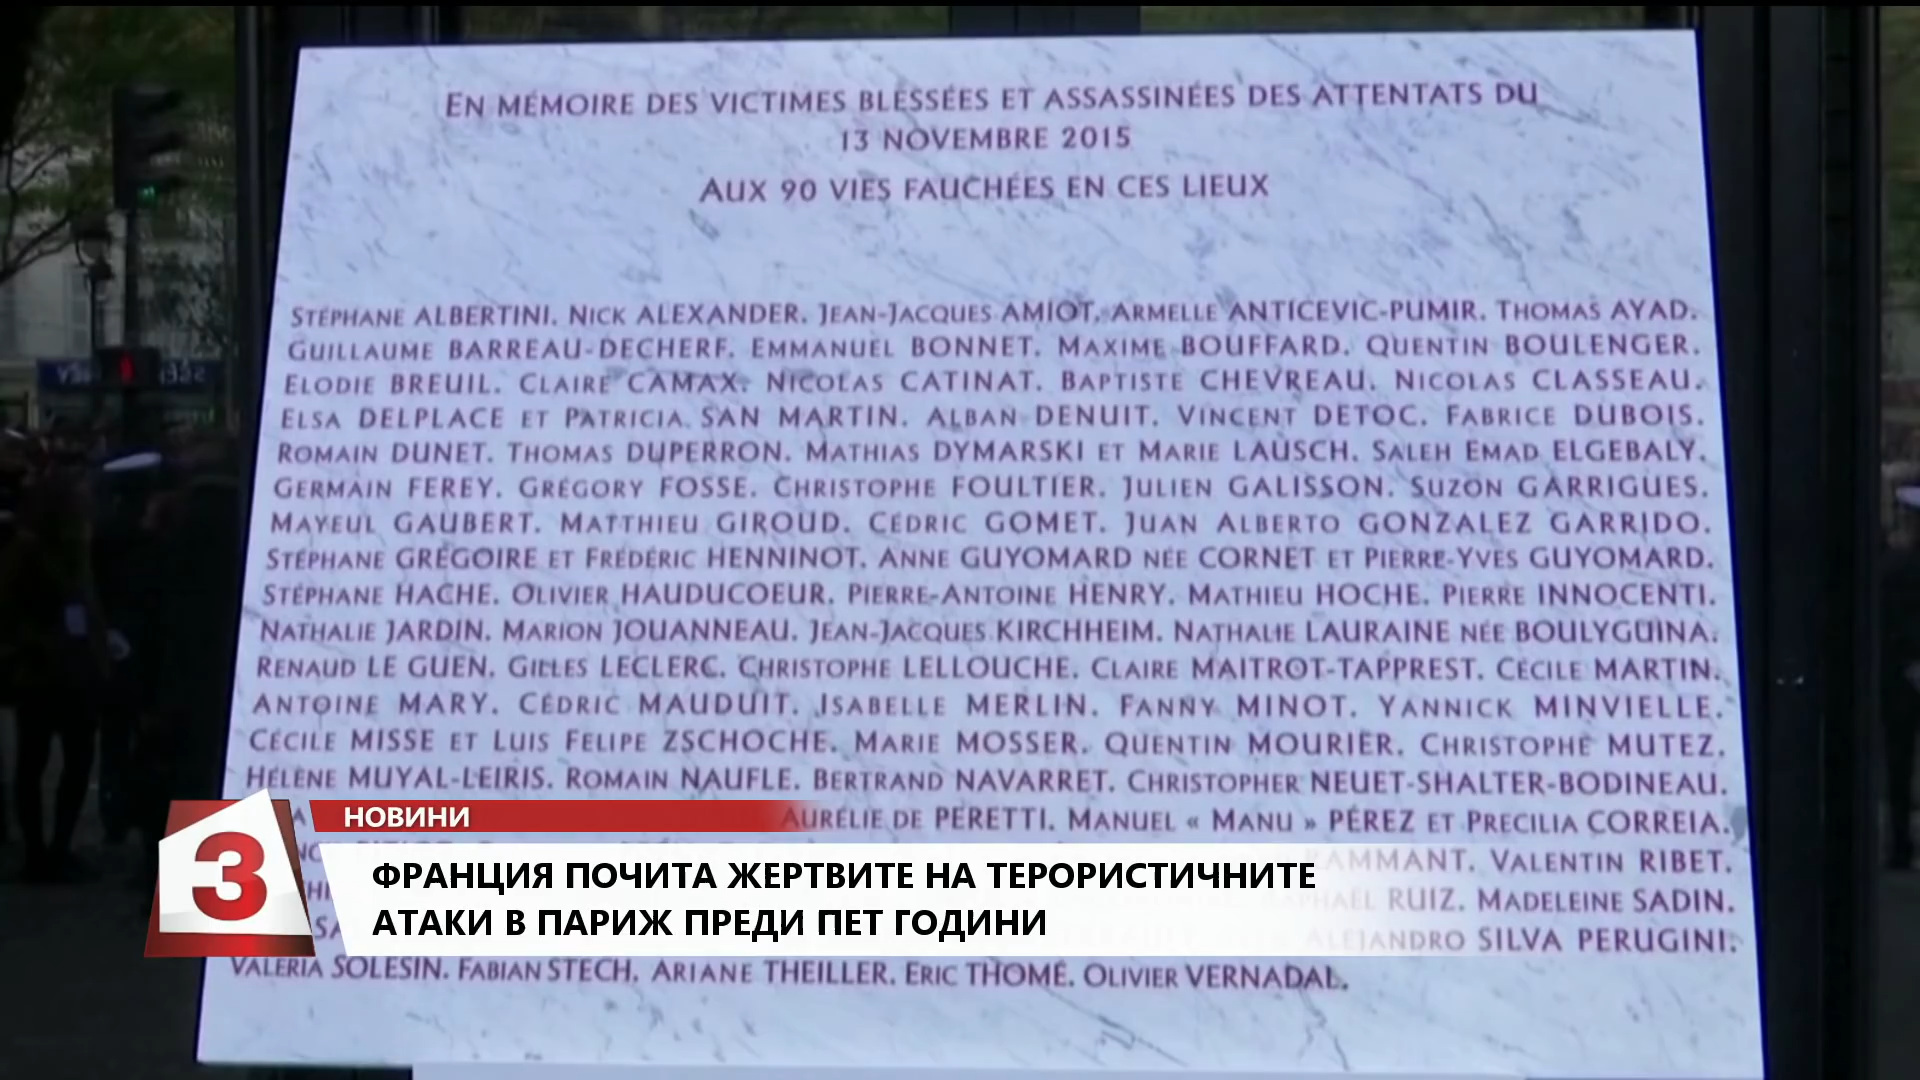 EN MÉMOIRE DES VICTIMES BLESSÉES ET ASSASSINÉES DES ATTENTATS DU
13 NOVEMBRE 2015
AUX 90 VIES FAUCHÉES EN CES LIEUX
STÉPHANE ALBERTINI. NICK ALEXANDER. JEAN-JACQUES AMIOT. ARMELLE ANTICEVIC-PUMIR. THOMAS AYAD.
GUILLAUME BARREAU-DECHERF. EMMANUEL BONNET. MAXIME BOUFFARD. QUENTIN BOULENGER.
ELODIE BREUIL. CLAIRE CAMAX. NICOLAS CATINAT. BAPTISTE CHEVREAU. NICOLAS CLASSEAU.
ELSA DELPLACE ET PATRICIA SAN MARTIN. ALBAN DENUIT. VINCENT DETOC. FABRICE DUBOIS.
ROMAIN DUNET. THOMAS DUPERRON. MATHIAS DYMARSKI ET MARIE LAUSCH. SALEH EMAD ELGEBALY.
GERMAIN FEREY. GRÉGORY FOSSE. CHRISTOPHE FOULTIER. JULIEN GALISSON. SUZON GARRIGUES.
MAYEUL GAUBERT. MATTHIEU GIROUD. CÉDRIC GOMET. JUAN ALBERTO GONZALEZ GARRIDO.
STÉPHANE GRÉGOIRE ET FRÉDÉRIC HENNINOT. ANNE GUYOMARD NÉE CORNET ET PIERRE-YVES GUYOMARD.
STÉPHANE HACHE. OLIVIER HAUDUCOEUR. PIERRE-ANTOINE HENRY. MATHIEU HOCHE. PIERRE INNOCENTI.
NATHALIE JARDIN. MARION JOUANNEAU. JEAN-JACQUES KIRCHHEIM. NATHALIE LAURAINE NÉE BOULYGUINA.
RENAUD LE GUEN. GILLES LECLERC. CHRISTOPHE LELLOUCHE. CLAIRE MAITROT-TAPPREST. CÉCILE MARTIN.
ANTOINE MARY. CÉDRIC MAUDUIT. ISABELLE MERLIN. FANNY MINOT. YANNICK MINVIELLE.
CÉCILE MISSE ET LUIS FELIPE ZSCHOCHE. MARIE MOSSER. QUENTIN MOURIER. CHRISTOPHE MUTEZ.
HÉLÈNE MUYAL-LEIRIS. ROMAIN NAUFLE. BERTRAND NAVARRET. CHRISTOPHER NEUET-SHALTER-BODINEAU.
AURÉLIE DE PERETTI. MANUEL « MANU » PÉREZ ET PRECILIA CORREIA.
VALENTIN RIBET.
RUIZ. MADELEINE SADIN.
ALEJANDRO SILVA PERUGINI.
VALERIA SOLESIN. FABIAN STECH. ARIANE THEILLER. ERIC THOMÉ. OLIVIER VERNADAL.
3
НОВИНИ
ФРАНЦИЯ ПОЧИТА ЖЕРТВИТЕ НА ТЕРОРИСТИЧНИТЕ
АТАКИ В ПАРИЖ ПРЕДИ ПЕТ ГОДИНИ